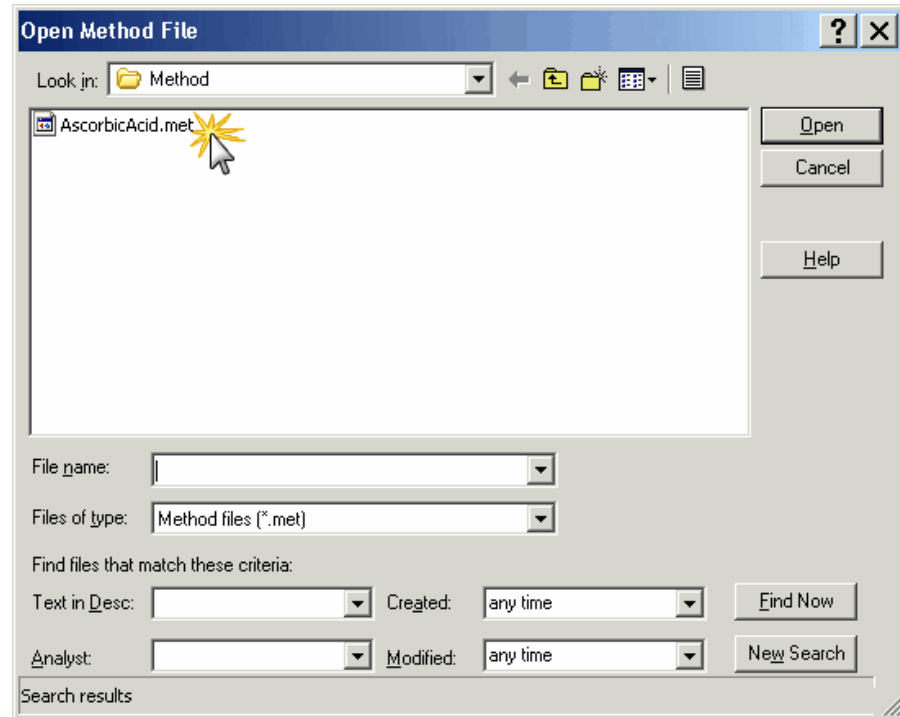 Open Method File
Look in: Method
AscorbicAcid.met
Open
Cancel
Help
File name:
Files of type: Method files (*.met)
Find files that match these criteria:
Text in Desc: Created: any time Find Now
Analyst: Modified: any time New Search
Search results